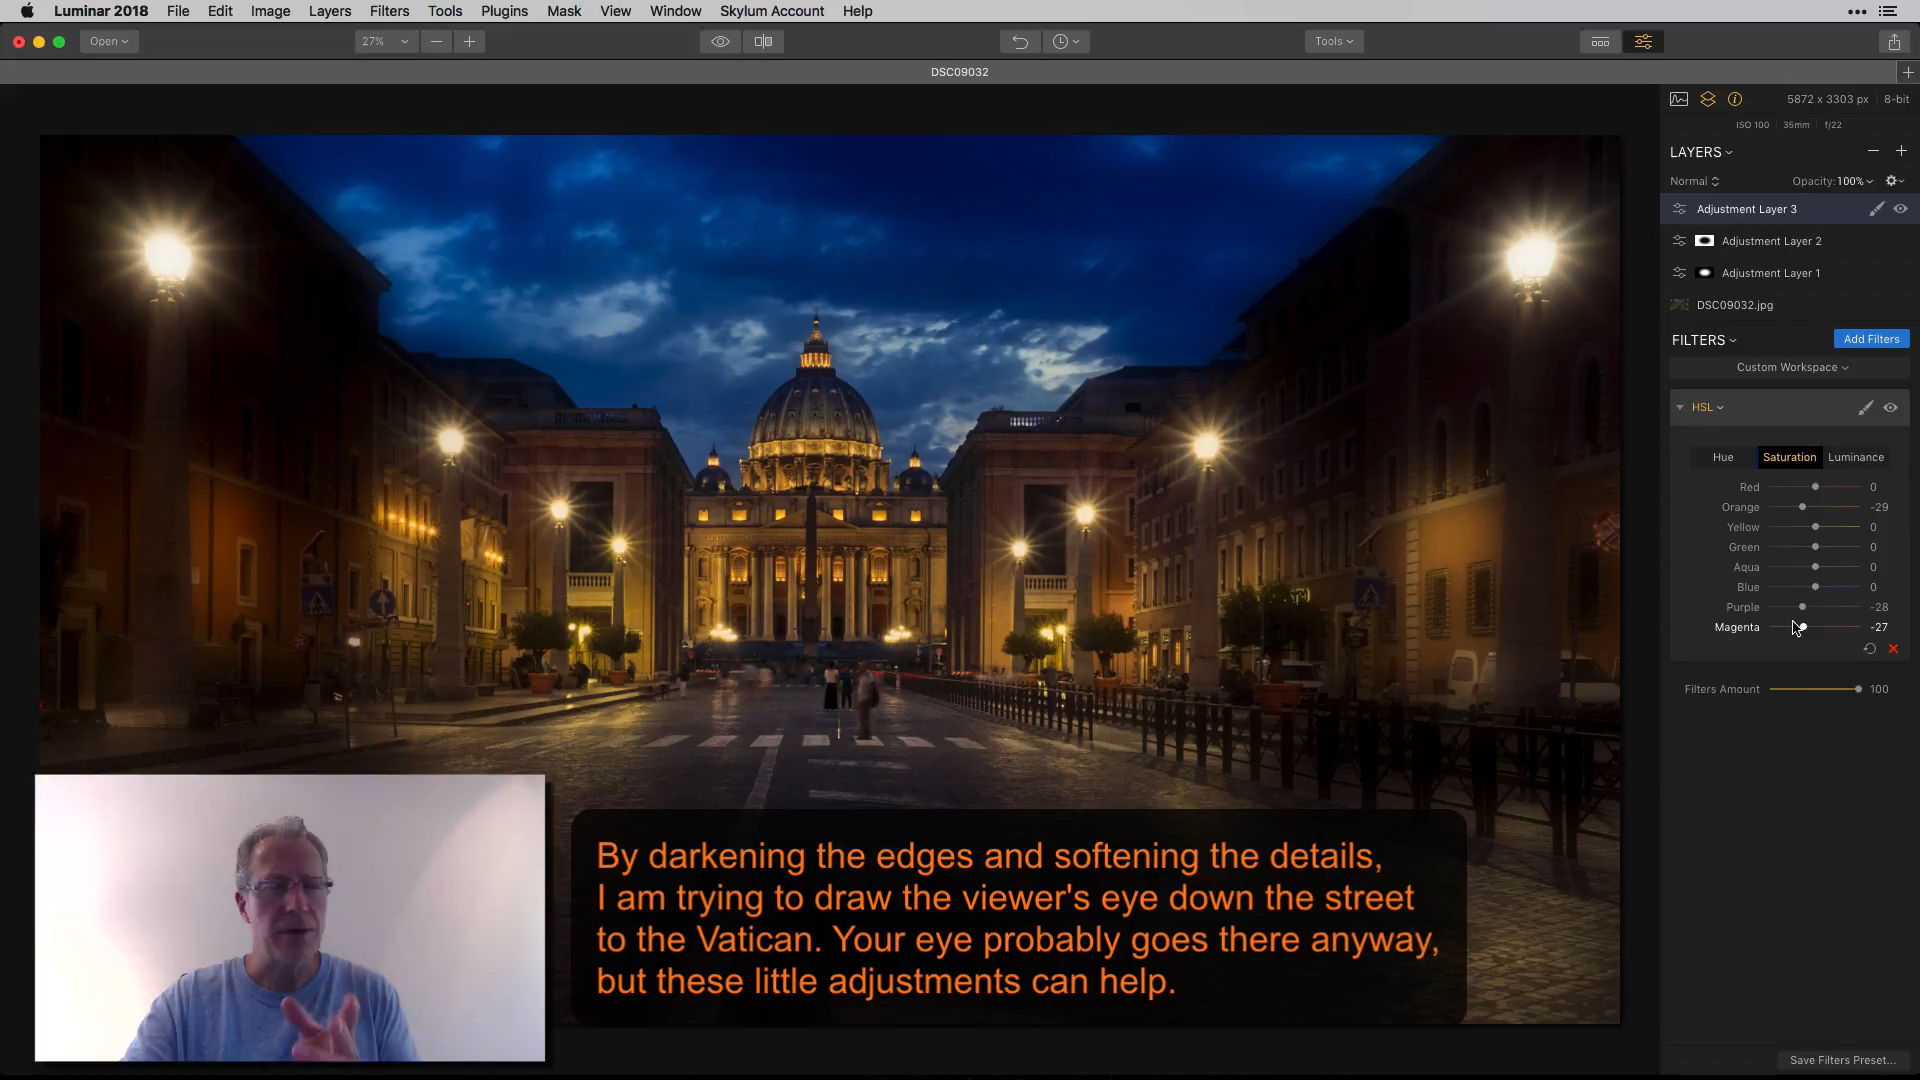 Luminar 2018 File Edit Image Layers Filters Tools Plugins Mask View Window Skylum Account Help
Open 27% Tools
DSC09032
5872 x 3303 px 8-bit
ISO 100 35mm f/22
LAYERS
Normal Opacity: 100%
Adjustment Layer 3
Adjustment Layer 2
Adjustment Layer 1
DSC09032.jpg
FILTERS Add Filters
Custom Workspace
HSL
Hue Saturation Luminance
Red 0
Orange -29
Yellow 0
Green 0
Aqua 0
Blue 0
Purple -28
Magenta -27
Filters Amount 100
By darkening the edges and softening the details,
I am trying to draw the viewer's eye down the street
to the Vatican. Your eye probably goes there anyway,
but these little adjustments can help.
Save Filters Preset...